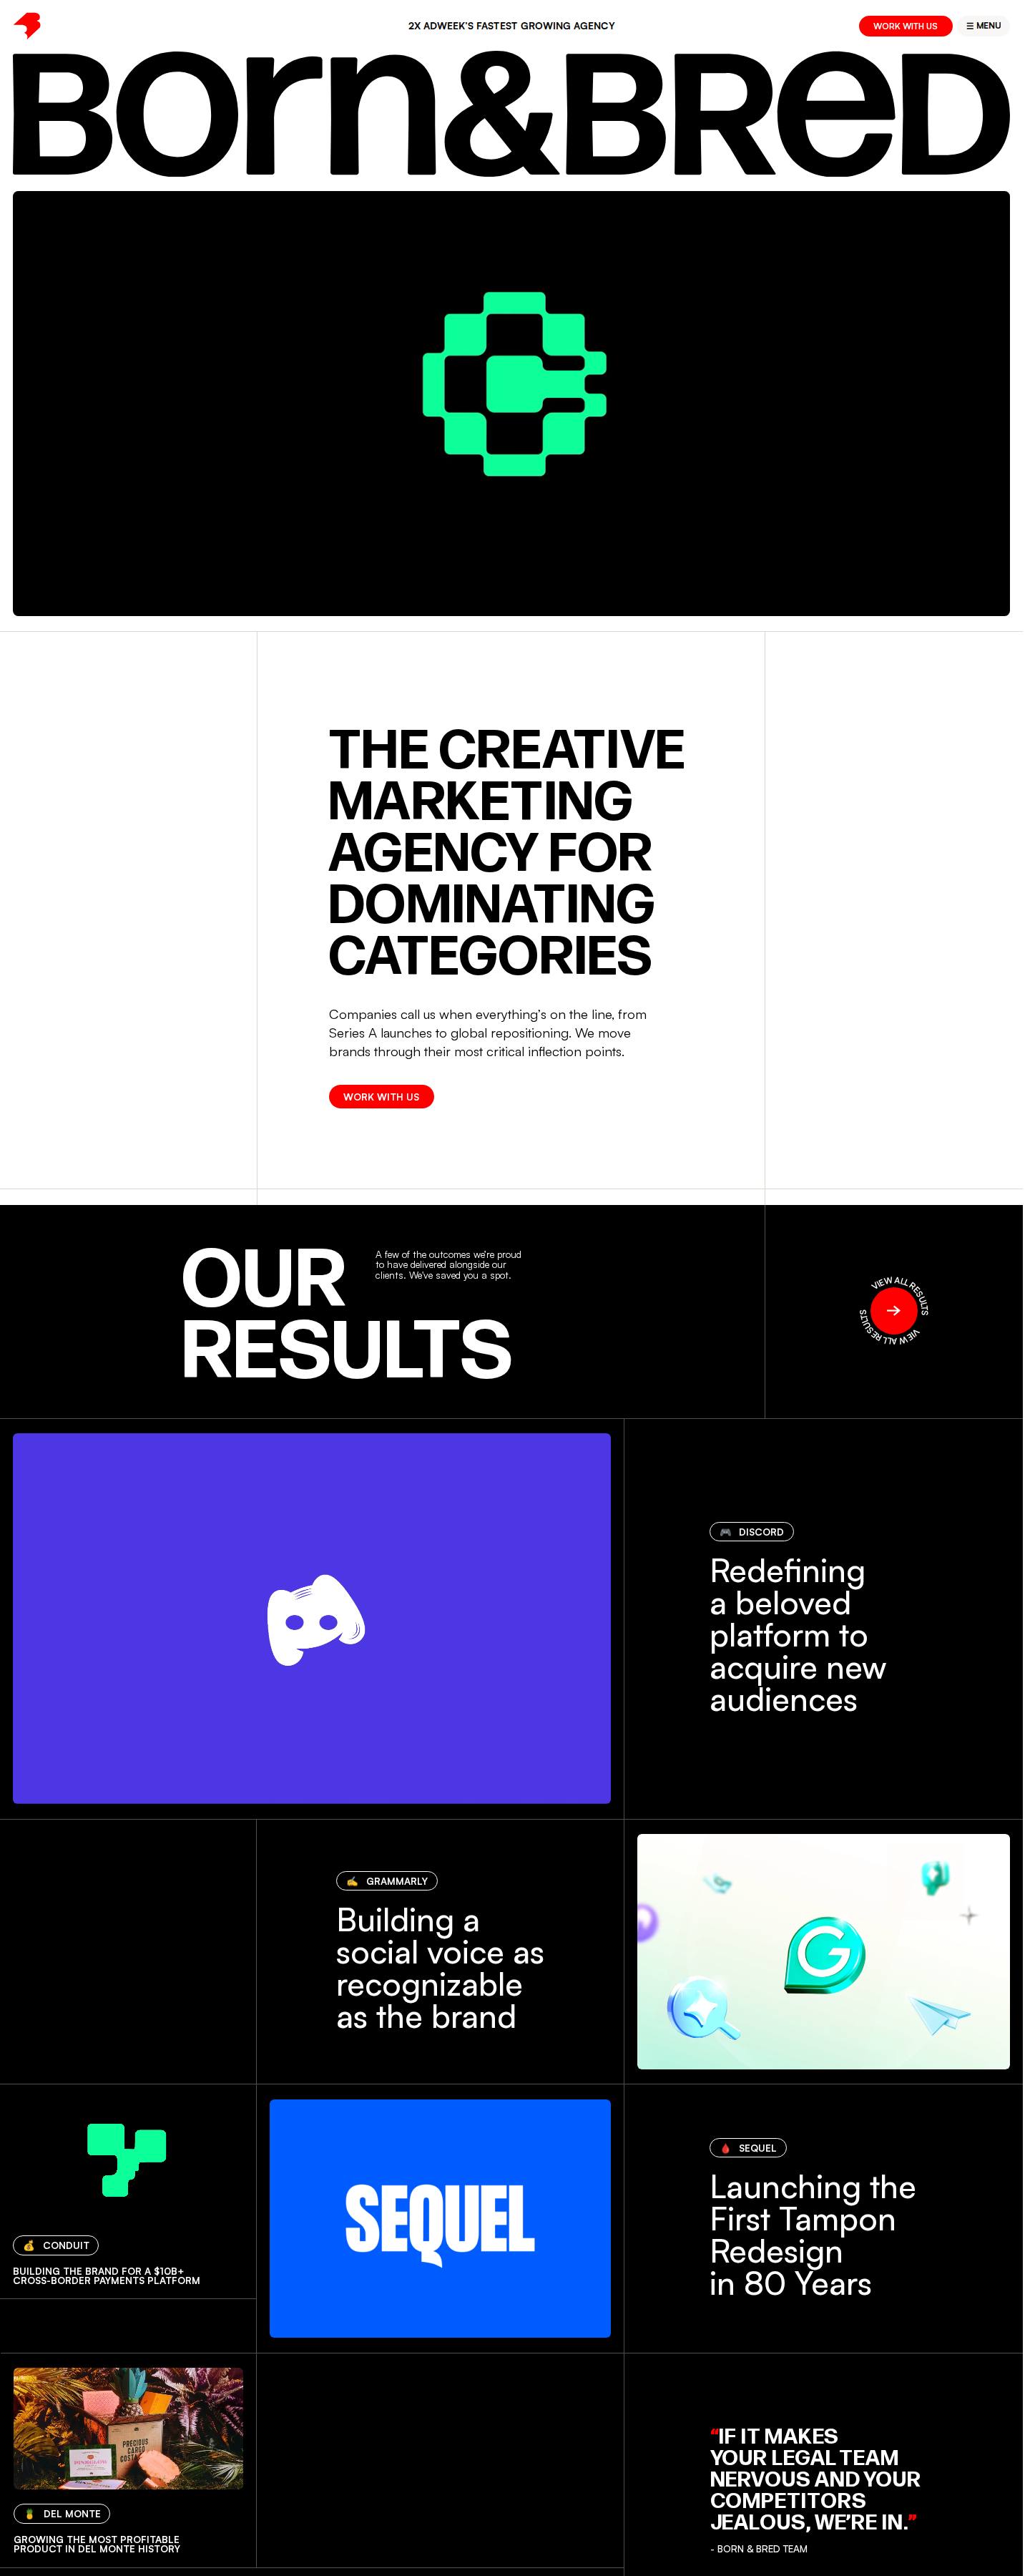 2X ADWEEK'S FASTEST GROWING AGENCY
WORK WITH US
☰ MENU
BOrn&BReD
THE CREATIVE
MARKETING
AGENCY FOR
DOMINATING
CATEGORIES
Companies call us when everything's on the line, from
Series A launches to global repositioning. We move
brands through their most critical inflection points.
WORK WITH US
OUR
RESULTS
A few of the outcomes we're proud
to have delivered alongside our
clients. We've saved you a spot.
VIEW ALL RESULTS
VIEW ALL RESULTS
DISCORD
Redefining
a beloved
platform to
acquire new
audiences
GRAMMARLY
Building a
social voice as
recognizable
as the brand
G
CONDUIT
BUILDING THE BRAND FOR A $10B+
CROSS-BORDER PAYMENTS PLATFORM
SEQUEL
SEQUEL
Launching the
First Tampon
Redesign
in 80 Years
PRECIOUS
CARGO
DEL MONTE
GROWING THE MOST PROFITABLE
PRODUCT IN DEL MONTE HISTORY
“IF IT MAKES
YOUR LEGAL TEAM
NERVOUS AND YOUR
COMPETITORS
JEALOUS, WE’RE IN.”
- BORN & BRED TEAM